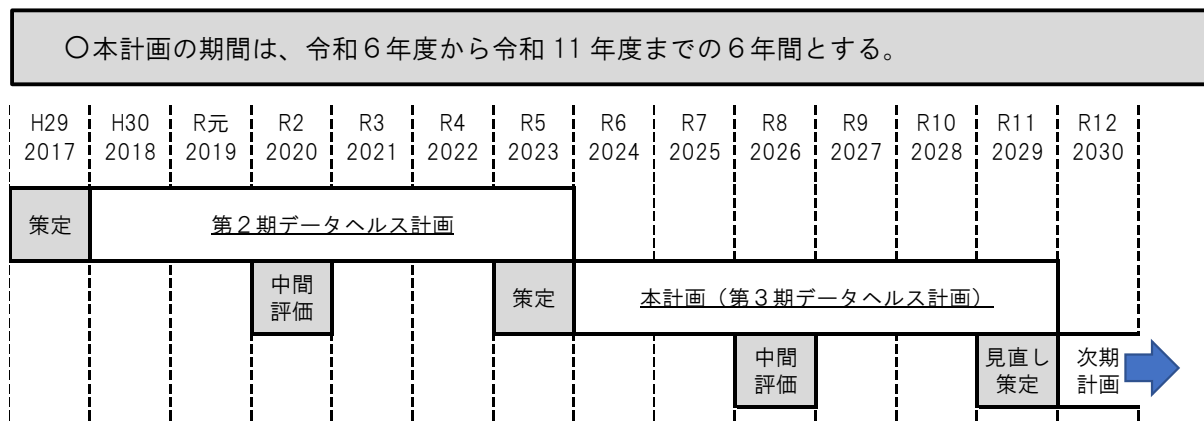 〇本計画の期間は、令和６年度から令和 11 年度までの６年間とする。
H29 H30 R元 R2 R3 R4 R5 R6 R7 R8 R9 R10 R11 R12
2017 2018 2019 2020 2021 2022 2023 2024 2025 2026 2027 2028 2029 2030
策定 第２期データヘルス計画
中間
評価
策定 本計画（第３期データヘルス計画）
中間
評価
見直し
策定
次期
計画